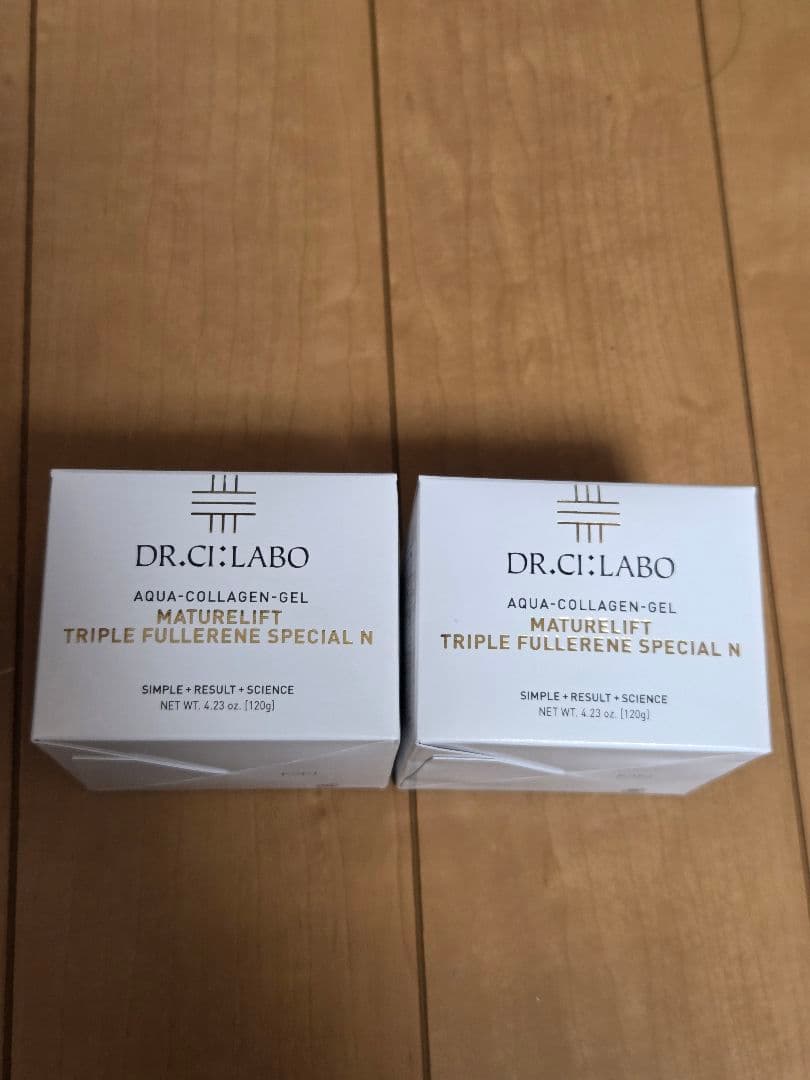 DR.CI:LABO
AQUA-COLLAGEN-GEL
MATURELIFT
TRIPLE FULLERENE SPECIAL N
SIMPLE + RESULT + SCIENCE
NET WT. 4.23 oz. [120g]
DR.CI:LABO
AQUA-COLLAGEN-GEL
MATURELIFT
TRIPLE FULLERENE SPECIAL N
SIMPLE + RESULT + SCIENCE
NET WT. 4.23 oz. [120g]